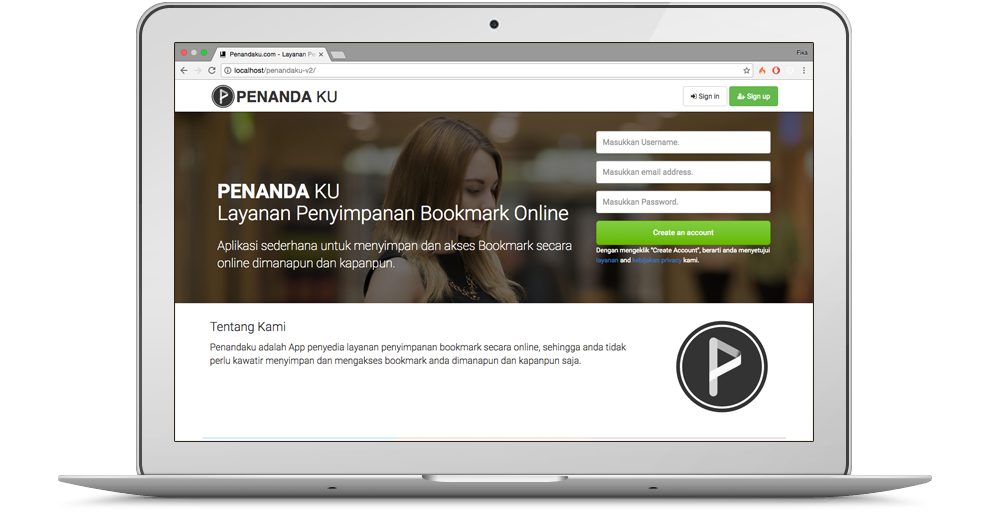 Penandaku.com - Layanan Pe
Fika
localhost/penandaku-v2/
PENANDA KU
Sign in
Sign up
Masukkan Username.
Masukkan email address.
Masukkan Password.
Create an account
Dengan mengeklik "Create Account", berarti anda menyetujui
layanan and kebijakan privacy kami.
PENANDA KU
Layanan Penyimpanan Bookmark Online
Aplikasi sederhana untuk menyimpan dan akses Bookmark secara
online dimanapun dan kapanpun.
Tentang Kami
Penandaku adalah App penyedia layanan penyimpanan bookmark secara online, sehingga anda tidak
perlu kawatir menyimpan dan mengakses bookmark anda dimanapun dan kapanpun saja.